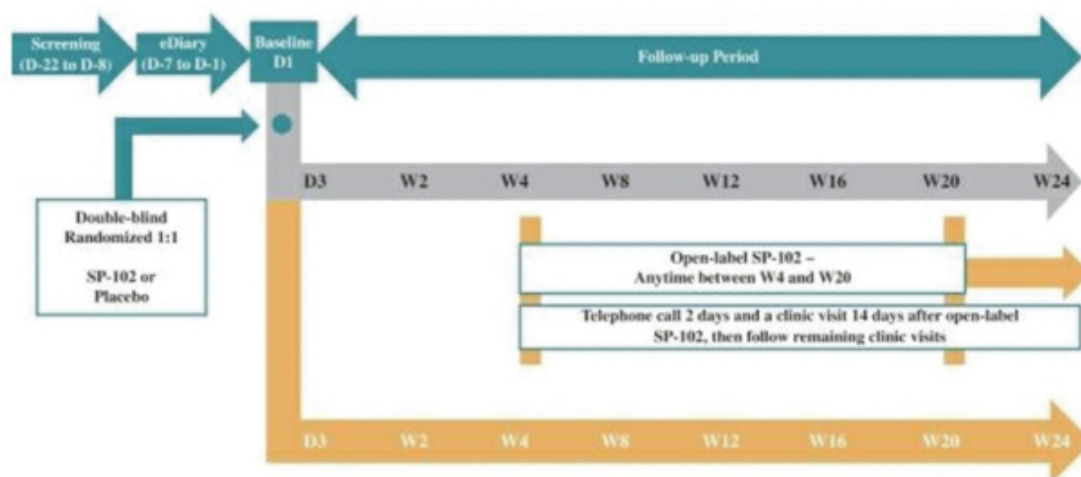 Screening
(D-22 to D-8)
eDiary
(D-7 to D-1)
Baseline
D1
Follow-up Period
D3 W2 W4 W8 W12 W16 W20 W24
Double-blind
Randomized 1:1
SP-102 or
Placebo
Open-label SP-102 –
Anytime between W4 and W20
Telephone call 2 days and a clinic visit 14 days after open-label
SP-102, then follow remaining clinic visits
D3 W2 W4 W8 W12 W16 W20 W24